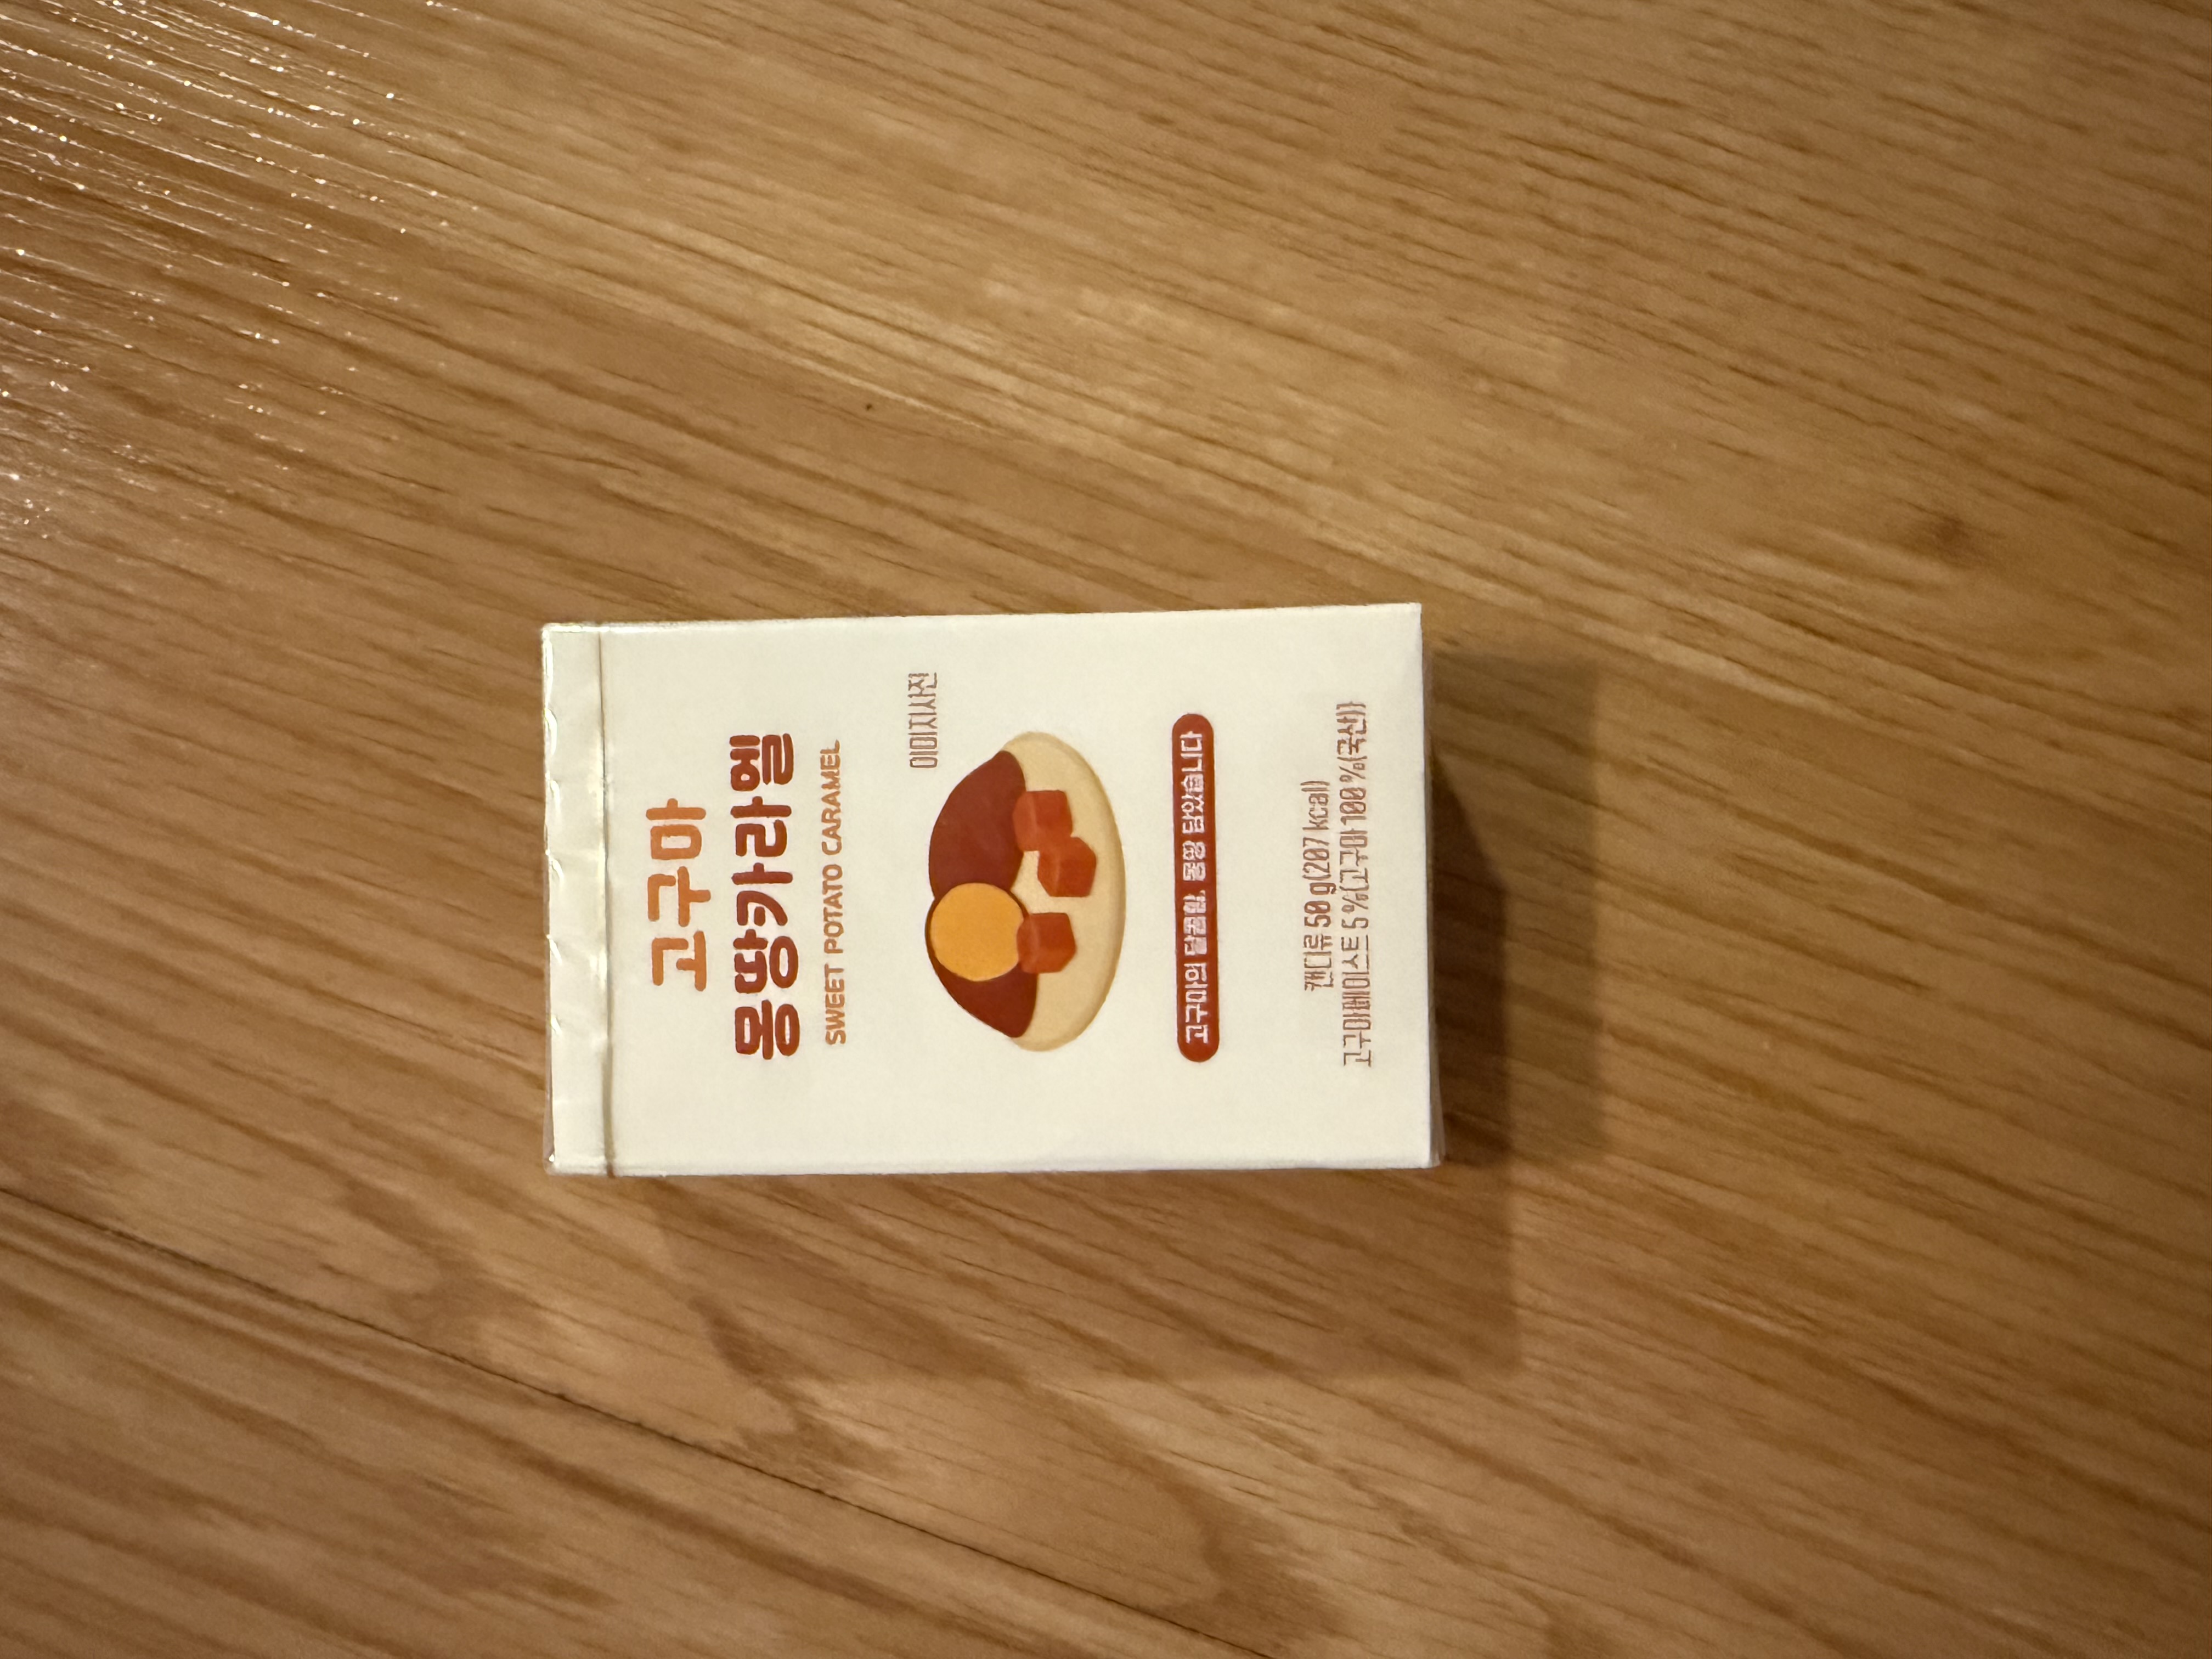 고구마
몽땅카라멜
SWEET POTATO CARAMEL
이미지사진
고구마의 달콤함, 몽땅 담았습니다
캔디류 50 g(207 kcal)
고구마페이스트 5 %{고구마 100 %(국산)}